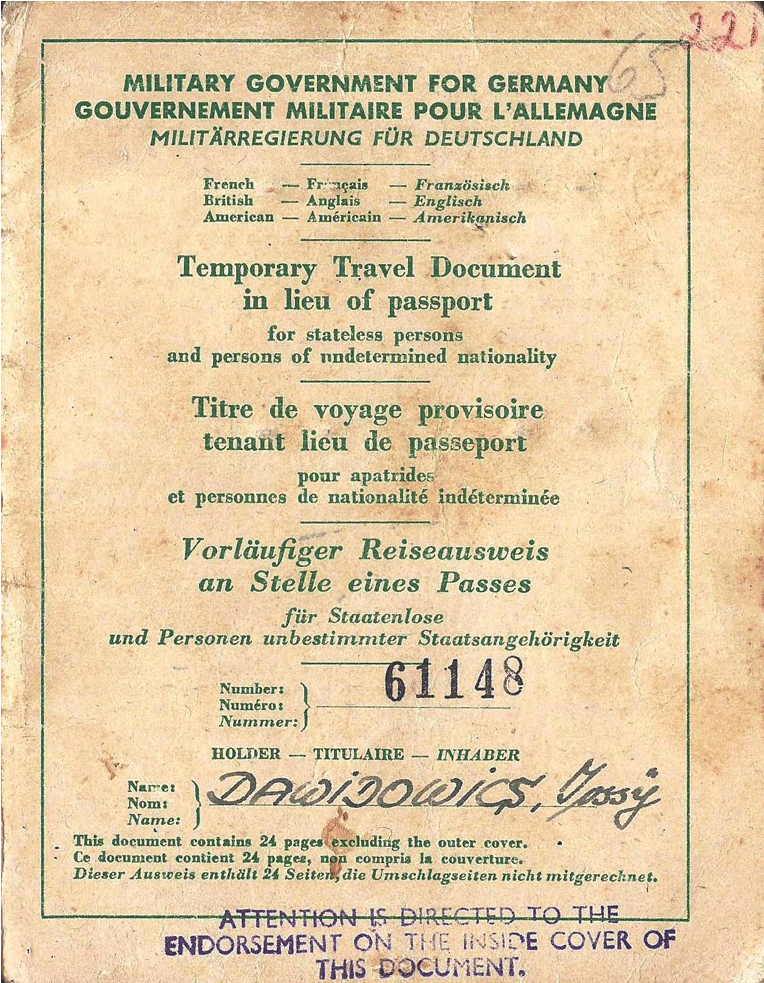 65 221
MILITARY GOVERNMENT FOR GERMANY
GOUVERNEMENT MILITAIRE POUR L'ALLEMAGNE
MILITÄRREGIERUNG FÜR DEUTSCHLAND
French — Français — Französisch
British — Anglais — Englisch
American — Américain — Amerikanisch
Temporary Travel Document
in lieu of passport
for stateless persons
and persons of undetermined nationality
Titre de voyage provisoire
tenant lieu de passeport
pour apatrides
et personnes de nationalité indéterminée
Vorläufiger Reiseausweis
an Stelle eines Passes
für Staatenlose
und Personen unbestimmter Staatsangehörigkeit
Number:
Numéro: 61148
Nummer:
HOLDER — TITULAIRE — INHABER
Name:
Nom: DAWIDOWICS, Jossÿ
Name:
This document contains 24 pages excluding the outer cover.
Ce document contient 24 pages, non compris la couverture.
Dieser Ausweis enthält 24 Seiten, die Umschlagseiten nicht mitgerechnet.
ATTENTION IS DIRECTED TO THE
ENDORSEMENT ON THE INSIDE COVER OF
THIS DOCUMENT.